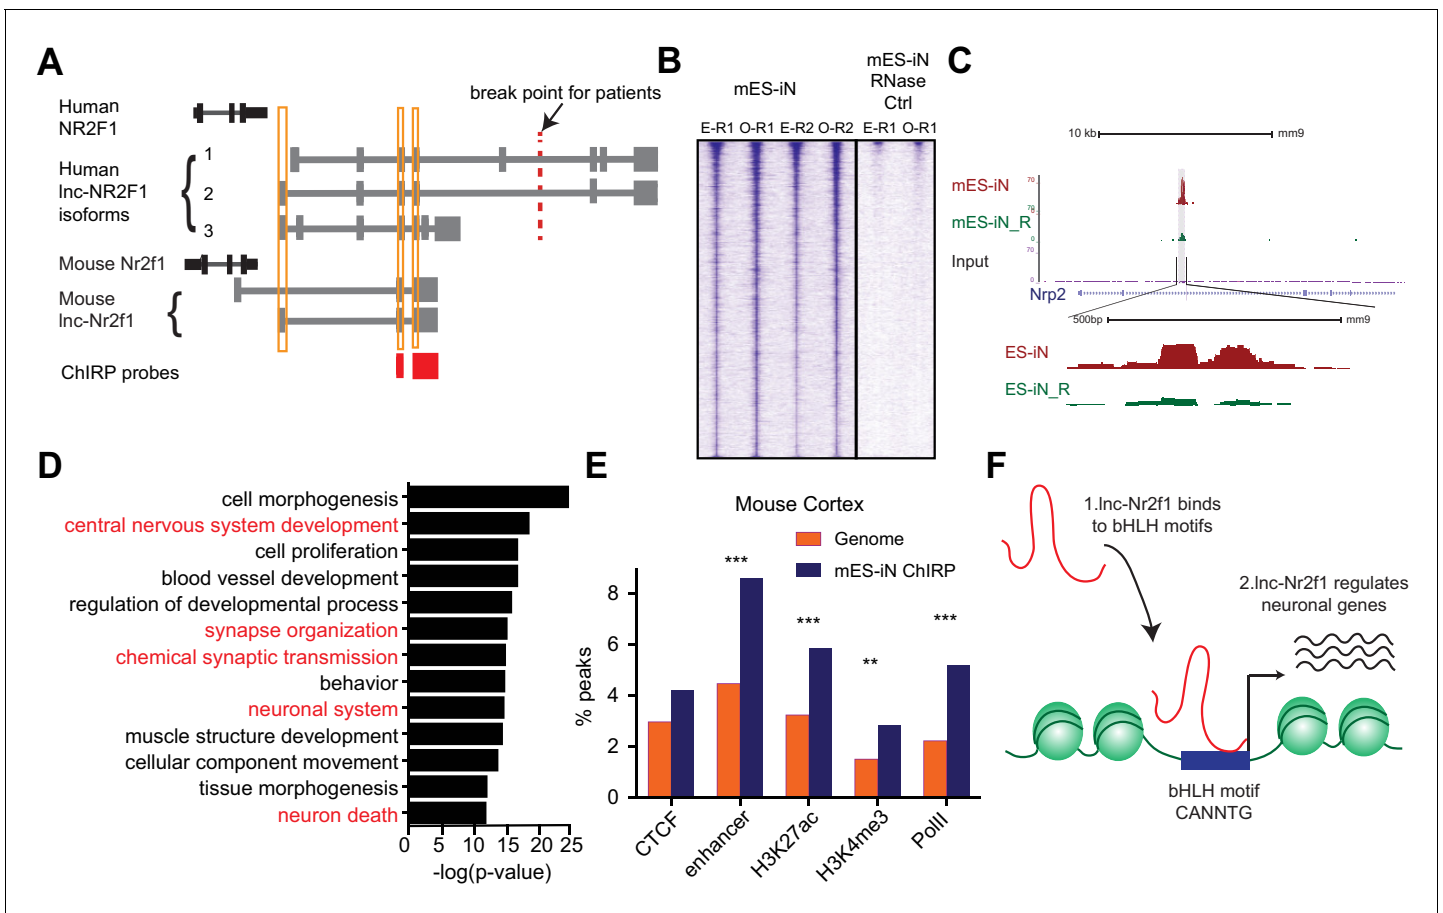 A
Human
NR2F1
Human
lnc-NR2F1
isoforms
1
2
3
Mouse Nr2f1
Mouse
lnc-Nr2f1
ChIRP probes
break point for patients
B
mES-iN
mES-iN
RNase
Ctrl
E-R1 O-R1 E-R2 O-R2 E-R1 O-R1
C
10 kb mm9
mES-iN
70
mES-iN_R
70
0
Input
70
0
Nrp2
500bp mm9
ES-iN
ES-iN_R
D
cell morphogenesis
central nervous system development
cell proliferation
blood vessel development
regulation of developmental process
synapse organization
chemical synaptic transmission
behavior
neuronal system
muscle structure development
cellular component movement
tissue morphogenesis
neuron death
0 5 10 15 20 25
-log(p-value)
E
Mouse Cortex
Genome
mES-iN ChIRP
% peaks
8
6
4
2
0
***
***
**
***
CTCF
enhancer
H3K27ac
H3K4me3
PolII
F
1.lnc-Nr2f1 binds
to bHLH motifs
2.lnc-Nr2f1 regulates
neuronal genes
bHLH motif
CANNTG